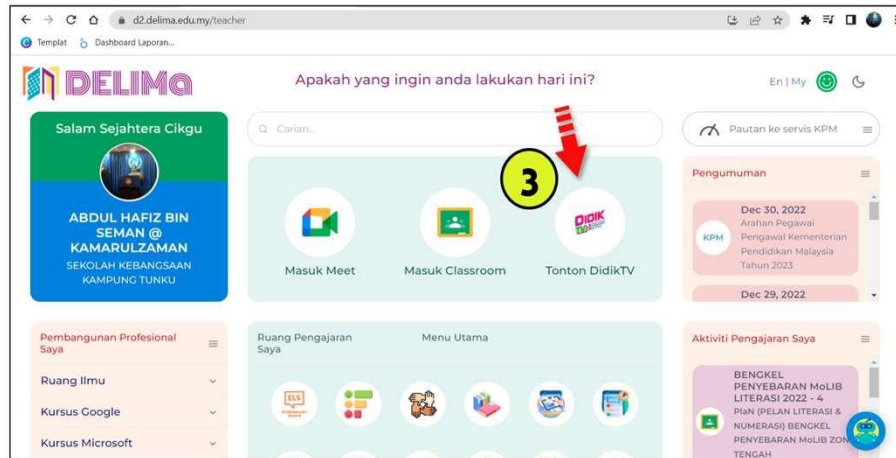 d2.delima.edu.my/teacher
Templat
Dashboard Laporan...
DELIMa
Apakah yang ingin anda lakukan hari ini?
En | My
Salam Sejahtera Cikgu
ABDUL HAFIZ BIN
SEMAN @
KAMARULZAMAN
SEKOLAH KEBANGSAAN
KAMPUNG TUNKU
Carian...
3
DIDIK
TV
Masuk Meet
Masuk Classroom
Tonton DidikTV
Pautan ke servis KPM
Pengumuman
KPM
Dec 30, 2022
Arahan Pegawai
Pengawal Kementerian
Pendidikan Malaysia
Tahun 2023
Dec 29, 2022
Pembangunan Profesional
Saya
Ruang Ilmu
Kursus Google
Kursus Microsoft
Ruang Pengajaran
Saya
Menu Utama
ELS
Aktiviti Pengajaran Saya
BENGKEL
PENYEBARAN MoLIB
LITERASI 2022 - 4
PlaN (PELAN LITERASI &
NUMERASI) BENGKEL
PENYEBARAN MoLIB ZON
TENGAH